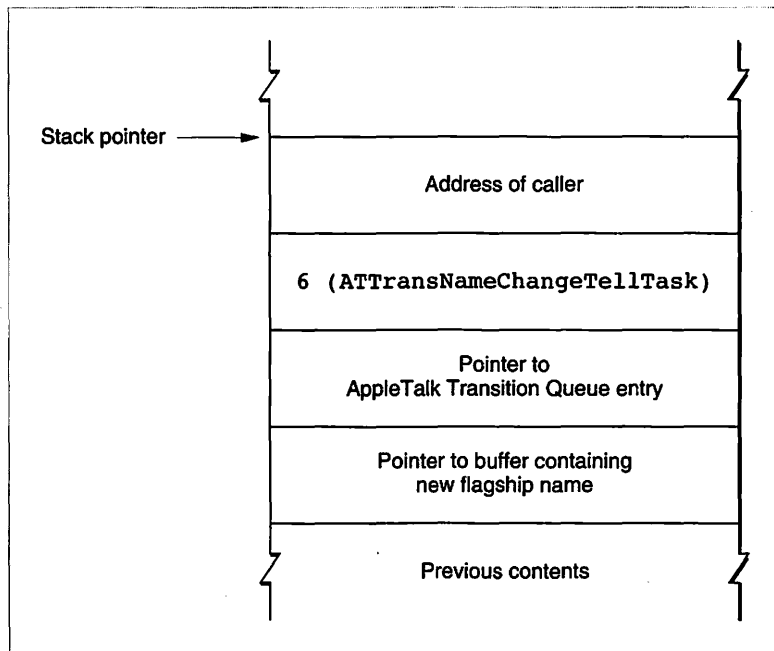 Stack pointer
Address of caller
6 (ATTransNameChangeTellTask)
Pointer to
AppleTalk Transition Queue entry
Pointer to buffer containing
new flagship name
Previous contents